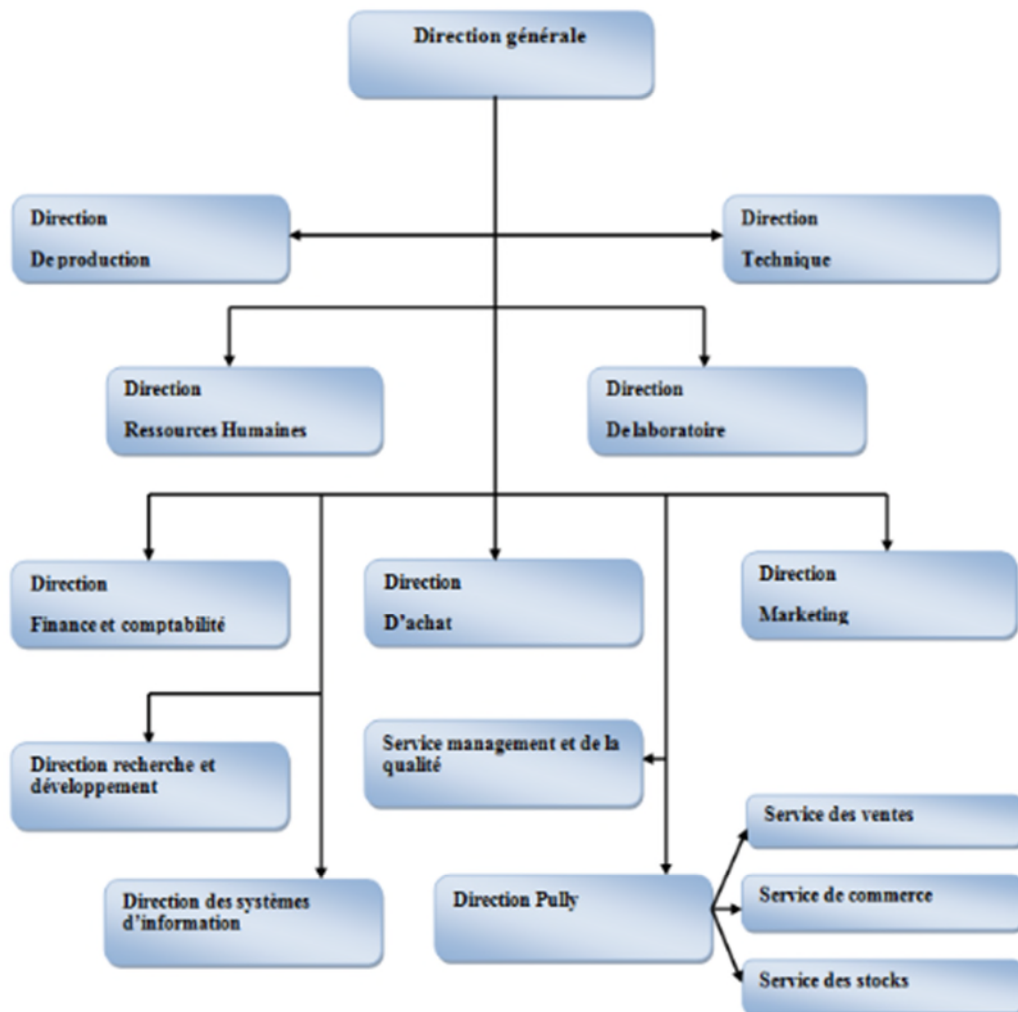 Direction générale
Direction
De production
Direction
Technique
Direction
Ressources Humaines
Direction
De laboratoire
Direction
Finance et comptabilité
Direction
D'achat
Direction
Marketing
Direction recherche et
développement
Service management et de la
qualité
Service des ventes
Direction des systèmes
d'information
Direction Pully
Service de commerce
Service des stocks